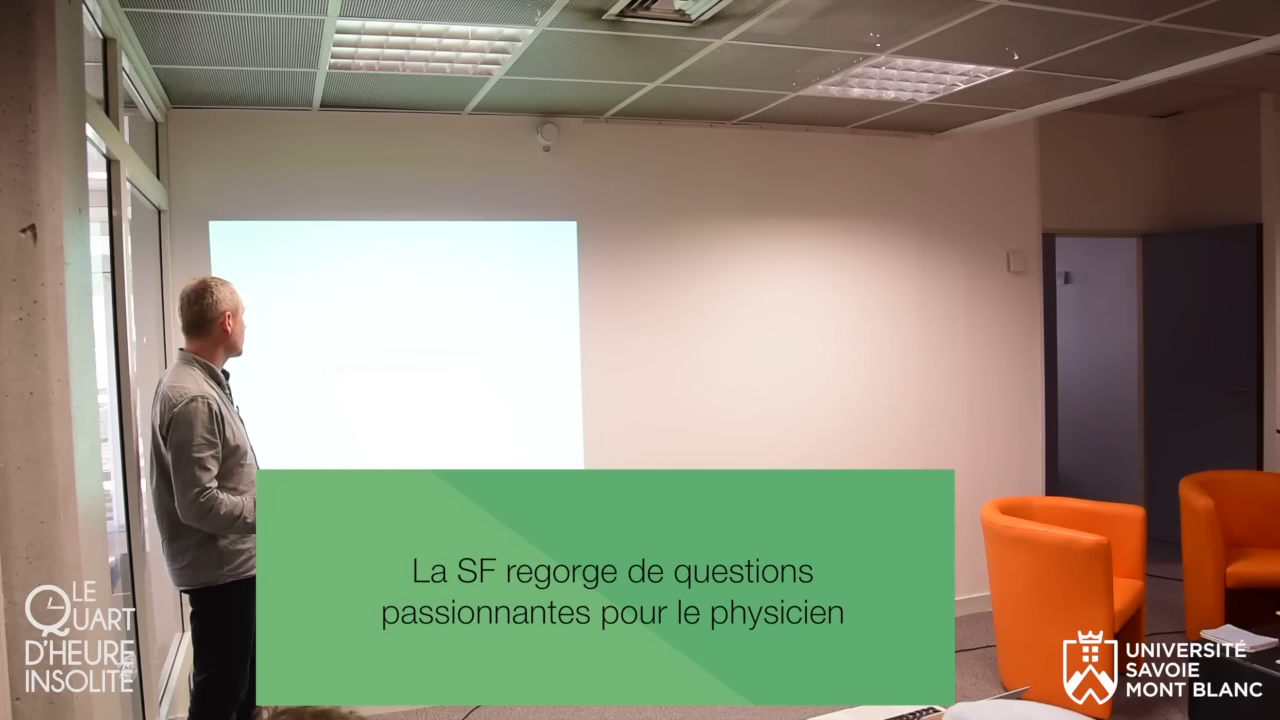 La SF regorge de questions
passionnantes pour le physicien
LE
QUART
D'HEURE
INSOLITE
UNIVERSITÉ
SAVOIE
MONT BLANC